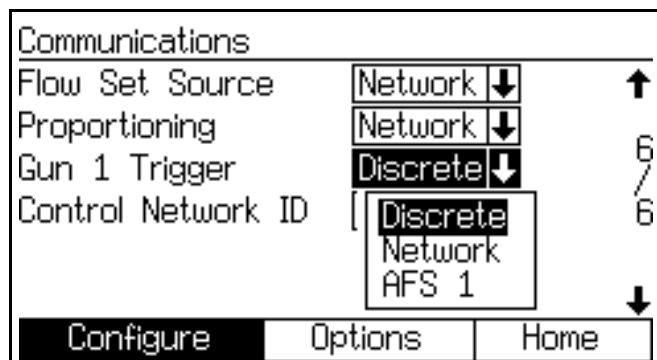 Communications
Flow Set Source Network
Proportioning Network
Gun 1 Trigger Discrete
Control Network ID [
Discrete
Network
AFS 1
6/6
Configure Options Home